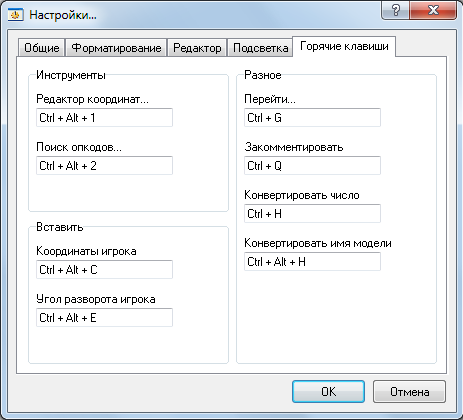 Настройки...
Общие Форматирование Редактор Подсветка Горячие клавиши
Инструменты
Редактор координат...
Ctrl + Alt + 1
Поиск опкодов...
Ctrl + Alt + 2
Вставить
Координаты игрока
Ctrl + Alt + C
Угол разворота игрока
Ctrl + Alt + E
Разное
Перейти...
Ctrl + G
Закомментировать
Ctrl + Q
Конвертировать число
Ctrl + H
Конвертировать имя модели
Ctrl + Alt + H
OK Отмена